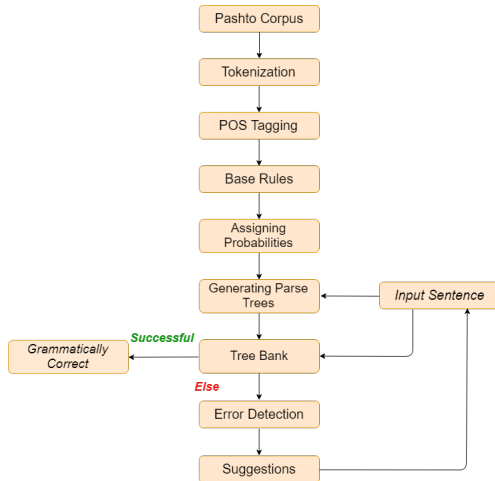 Pashto Corpus
Tokenization
POS Tagging
Base Rules
Assigning
Probabilities
Generating Parse
Trees
Input Sentence
Successful
Grammatically
Correct
Tree Bank
Else
Error Detection
Suggestions